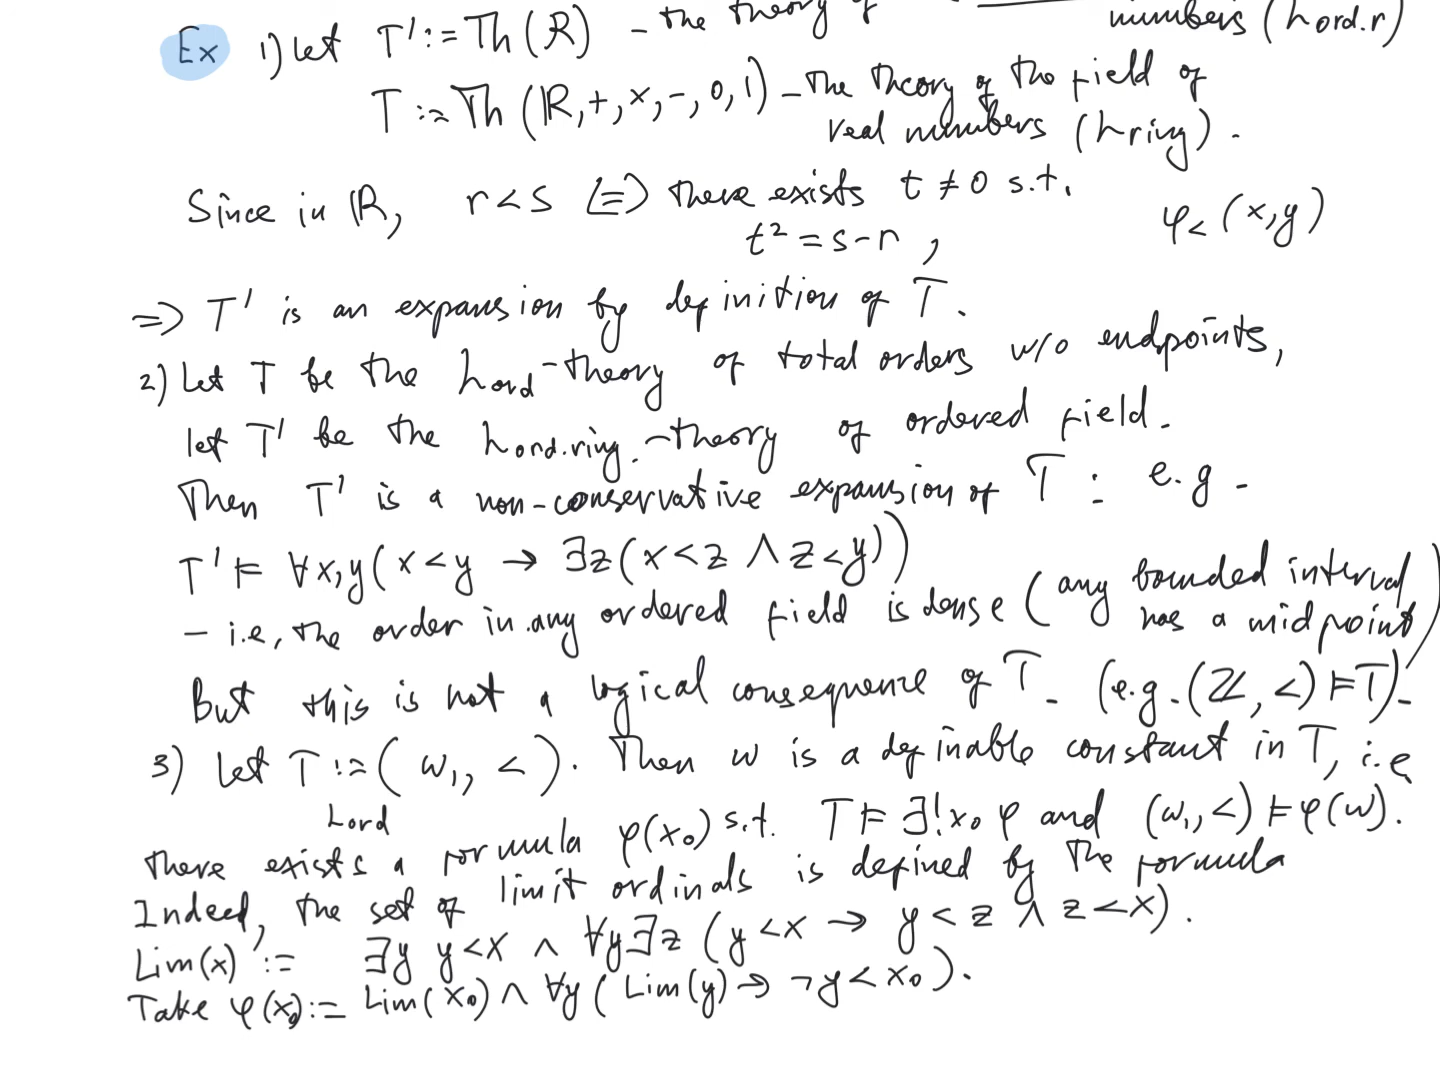 Ex 1) let T' := Th(R) - the theory of numbers (hord.r)
T := Th(ℝ, +, ×, -, 0, 1) - the theory of the field of
real numbers (hring).
Since in ℝ, r < s ⟺ there exists t ≠ 0 s.t.
t² = s - r, φ<(x,y)
⇒ T' is an expansion by definition of T.
2) Let T be the hord-theory of total orders w/o endpoints,
let T' be the hord.ring.-theory of ordered field.
Then T' is a non-conservative expansion of T : e.g.
T' ⊨ ∀x,y(x<y → ∃z(x<z ∧ z<y))
- i.e, the order in any ordered field is dense (any bounded interval
has a midpoint)
But this is not a logical consequence of T. (e.g. (ℤ, <) ⊨ T).
3) Let T := (ω₁, <). Then ω is a definable constant in T, i.e,
Lord
there exists a formula φ(x₀) s.t. T ⊨ ∃!x₀ φ and (ω₁, <) ⊨ φ(ω).
Indeed, the set of limit ordinals is defined by the formula
Lim(x) := ∃y y<x ∧ ∀y∃z (y<x → y<z ∧ z<x).
Take φ(x₀) := Lim(x₀) ∧ ∀y(Lim(y) → ¬y<x₀).